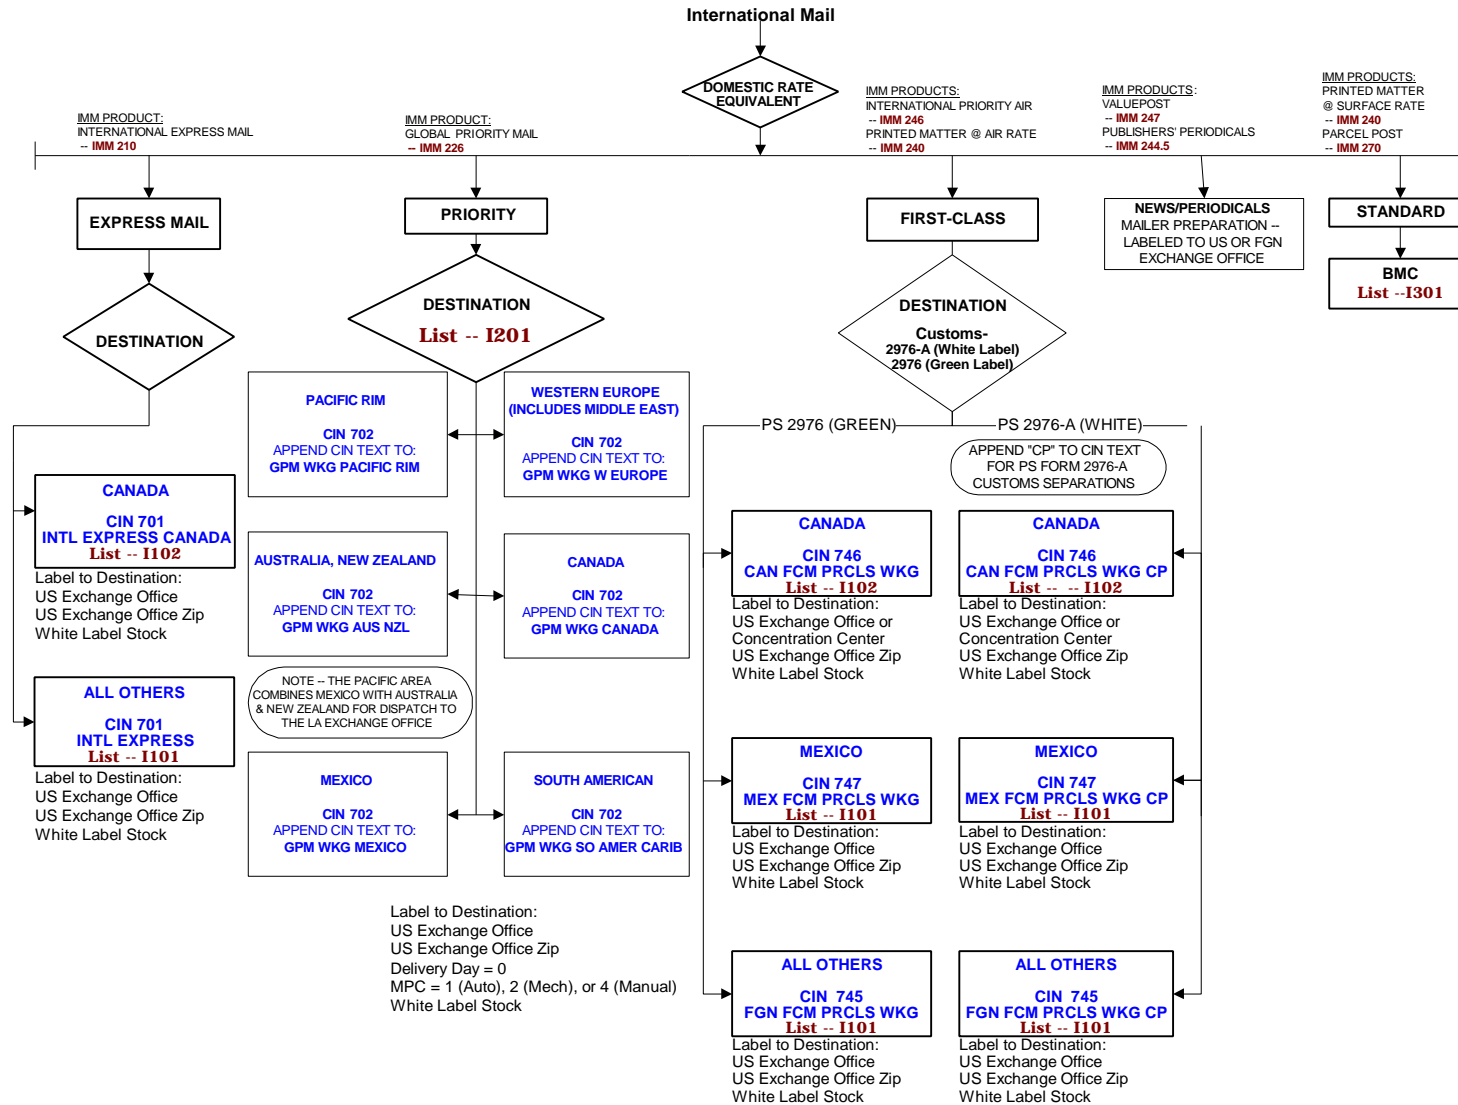 International Mail
DOMESTIC RATE
EQUIVALENT
IMM PRODUCT:
INTERNATIONAL EXPRESS MAIL
-- IMM 210
IMM PRODUCT:
GLOBAL PRIORITY MAIL
-- IMM 226
IMM PRODUCTS:
INTERNATIONAL PRIORITY AIR
-- IMM 246
PRINTED MATTER @ AIR RATE
-- IMM 240
IMM PRODUCTS:
VALUEPOST
-- IMM 247
PUBLISHERS' PERIODICALS
-- IMM 244.5
IMM PRODUCTS:
PRINTED MATTER
@ SURFACE RATE
-- IMM 240
PARCEL POST
-- IMM 270
EXPRESS MAIL
PRIORITY
FIRST-CLASS
NEWS/PERIODICALS
MAILER PREPARATION --
LABELED TO US OR FGN
EXCHANGE OFFICE
STANDARD
BMC
List --I301
DESTINATION
DESTINATION
List -- I201
DESTINATION
Customs-
2976-A (White Label)
2976 (Green Label)
CANADA
CIN 701
INTL EXPRESS CANADA
List -- I102
Label to Destination:
US Exchange Office
US Exchange Office Zip
White Label Stock
ALL OTHERS
CIN 701
INTL EXPRESS
List -- I101
Label to Destination:
US Exchange Office
US Exchange Office Zip
White Label Stock
PACIFIC RIM
CIN 702
APPEND CIN TEXT TO:
GPM WKG PACIFIC RIM
WESTERN EUROPE
(INCLUDES MIDDLE EAST)
CIN 702
APPEND CIN TEXT TO:
GPM WKG W EUROPE
AUSTRALIA, NEW ZEALAND
CIN 702
APPEND CIN TEXT TO:
GPM WKG AUS NZL
CANADA
CIN 702
APPEND CIN TEXT TO:
GPM WKG CANADA
NOTE -- THE PACIFIC AREA
COMBINES MEXICO WITH AUSTRALIA
& NEW ZEALAND FOR DISPATCH TO
THE LA EXCHANGE OFFICE
MEXICO
CIN 702
APPEND CIN TEXT TO:
GPM WKG MEXICO
SOUTH AMERICAN
CIN 702
APPEND CIN TEXT TO:
GPM WKG SO AMER CARIB
Label to Destination:
US Exchange Office
US Exchange Office Zip
Delivery Day = 0
MPC = 1 (Auto), 2 (Mech), or 4 (Manual)
White Label Stock
PS 2976 (GREEN)
PS 2976-A (WHITE)
APPEND "CP" TO CIN TEXT
FOR PS FORM 2976-A
CUSTOMS SEPARATIONS
CANADA
CIN 746
CAN FCM PRCLS WKG
List -- I102
Label to Destination:
US Exchange Office or
Concentration Center
US Exchange Office Zip
White Label Stock
CANADA
CIN 746
CAN FCM PRCLS WKG CP
List -- -- I102
Label to Destination:
US Exchange Office or
Concentration Center
US Exchange Office Zip
White Label Stock
MEXICO
CIN 747
MEX FCM PRCLS WKG
List -- I101
Label to Destination:
US Exchange Office
US Exchange Office Zip
White Label Stock
MEXICO
CIN 747
MEX FCM PRCLS WKG CP
List -- I101
Label to Destination:
US Exchange Office
US Exchange Office Zip
White Label Stock
ALL OTHERS
CIN 745
FGN FCM PRCLS WKG
List -- I101
Label to Destination:
US Exchange Office
US Exchange Office Zip
White Label Stock
ALL OTHERS
CIN 745
FGN FCM PRCLS WKG CP
List -- I101
Label to Destination:
US Exchange Office
US Exchange Office Zip
White Label Stock